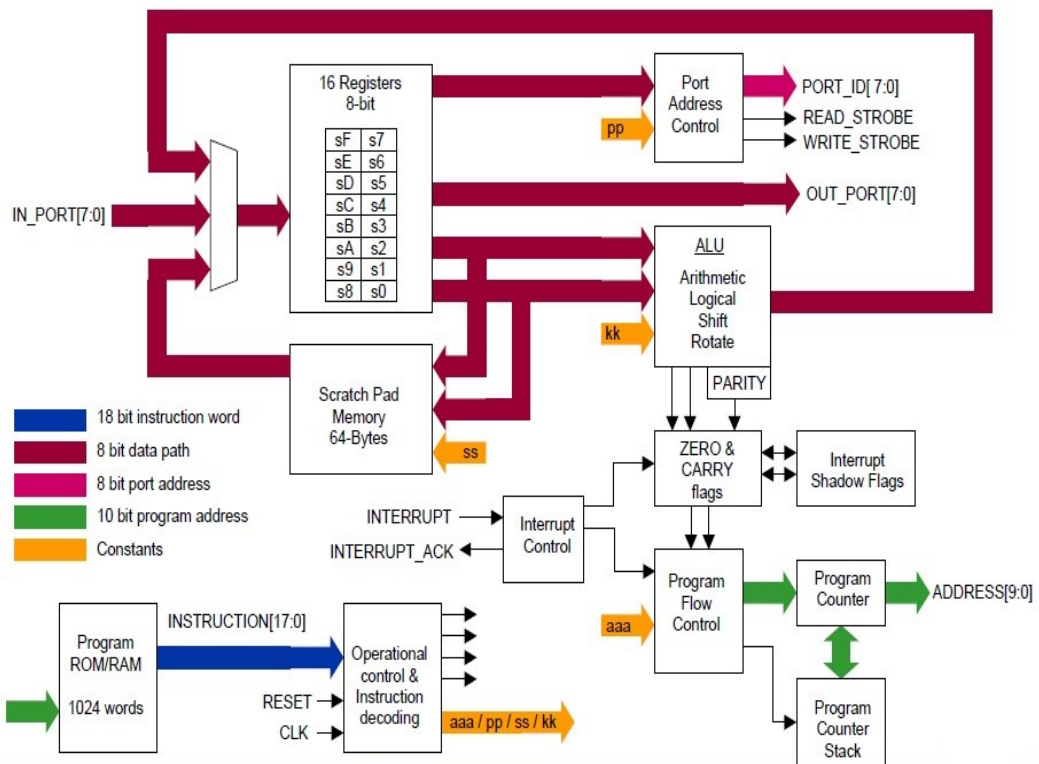 16 Registers
8-bit
sF s7
sE s6
sD s5
sC s4
sB s3
sA s2
s9 s1
s8 s0
IN_PORT[7:0]
pp
Port
Address
Control
PORT_ID[ 7:0]
READ_STROBE
WRITE_STROBE
OUT_PORT[7:0]
ALU
Arithmetic
Logical
Shift
Rotate
kk
PARITY
Scratch Pad
Memory
64-Bytes
ss
18 bit instruction word
8 bit data path
8 bit port address
10 bit program address
Constants
ZERO &
CARRY
flags
Interrupt
Shadow Flags
INTERRUPT
INTERRUPT_ACK
Interrupt
Control
aaa
Program
Flow
Control
Program
Counter
ADDRESS[9:0]
Program
Counter
Stack
Program
ROM/RAM
1024 words
INSTRUCTION[17:0]
RESET
CLK
Operational
control &
Instruction
decoding
aaa / pp / ss / kk